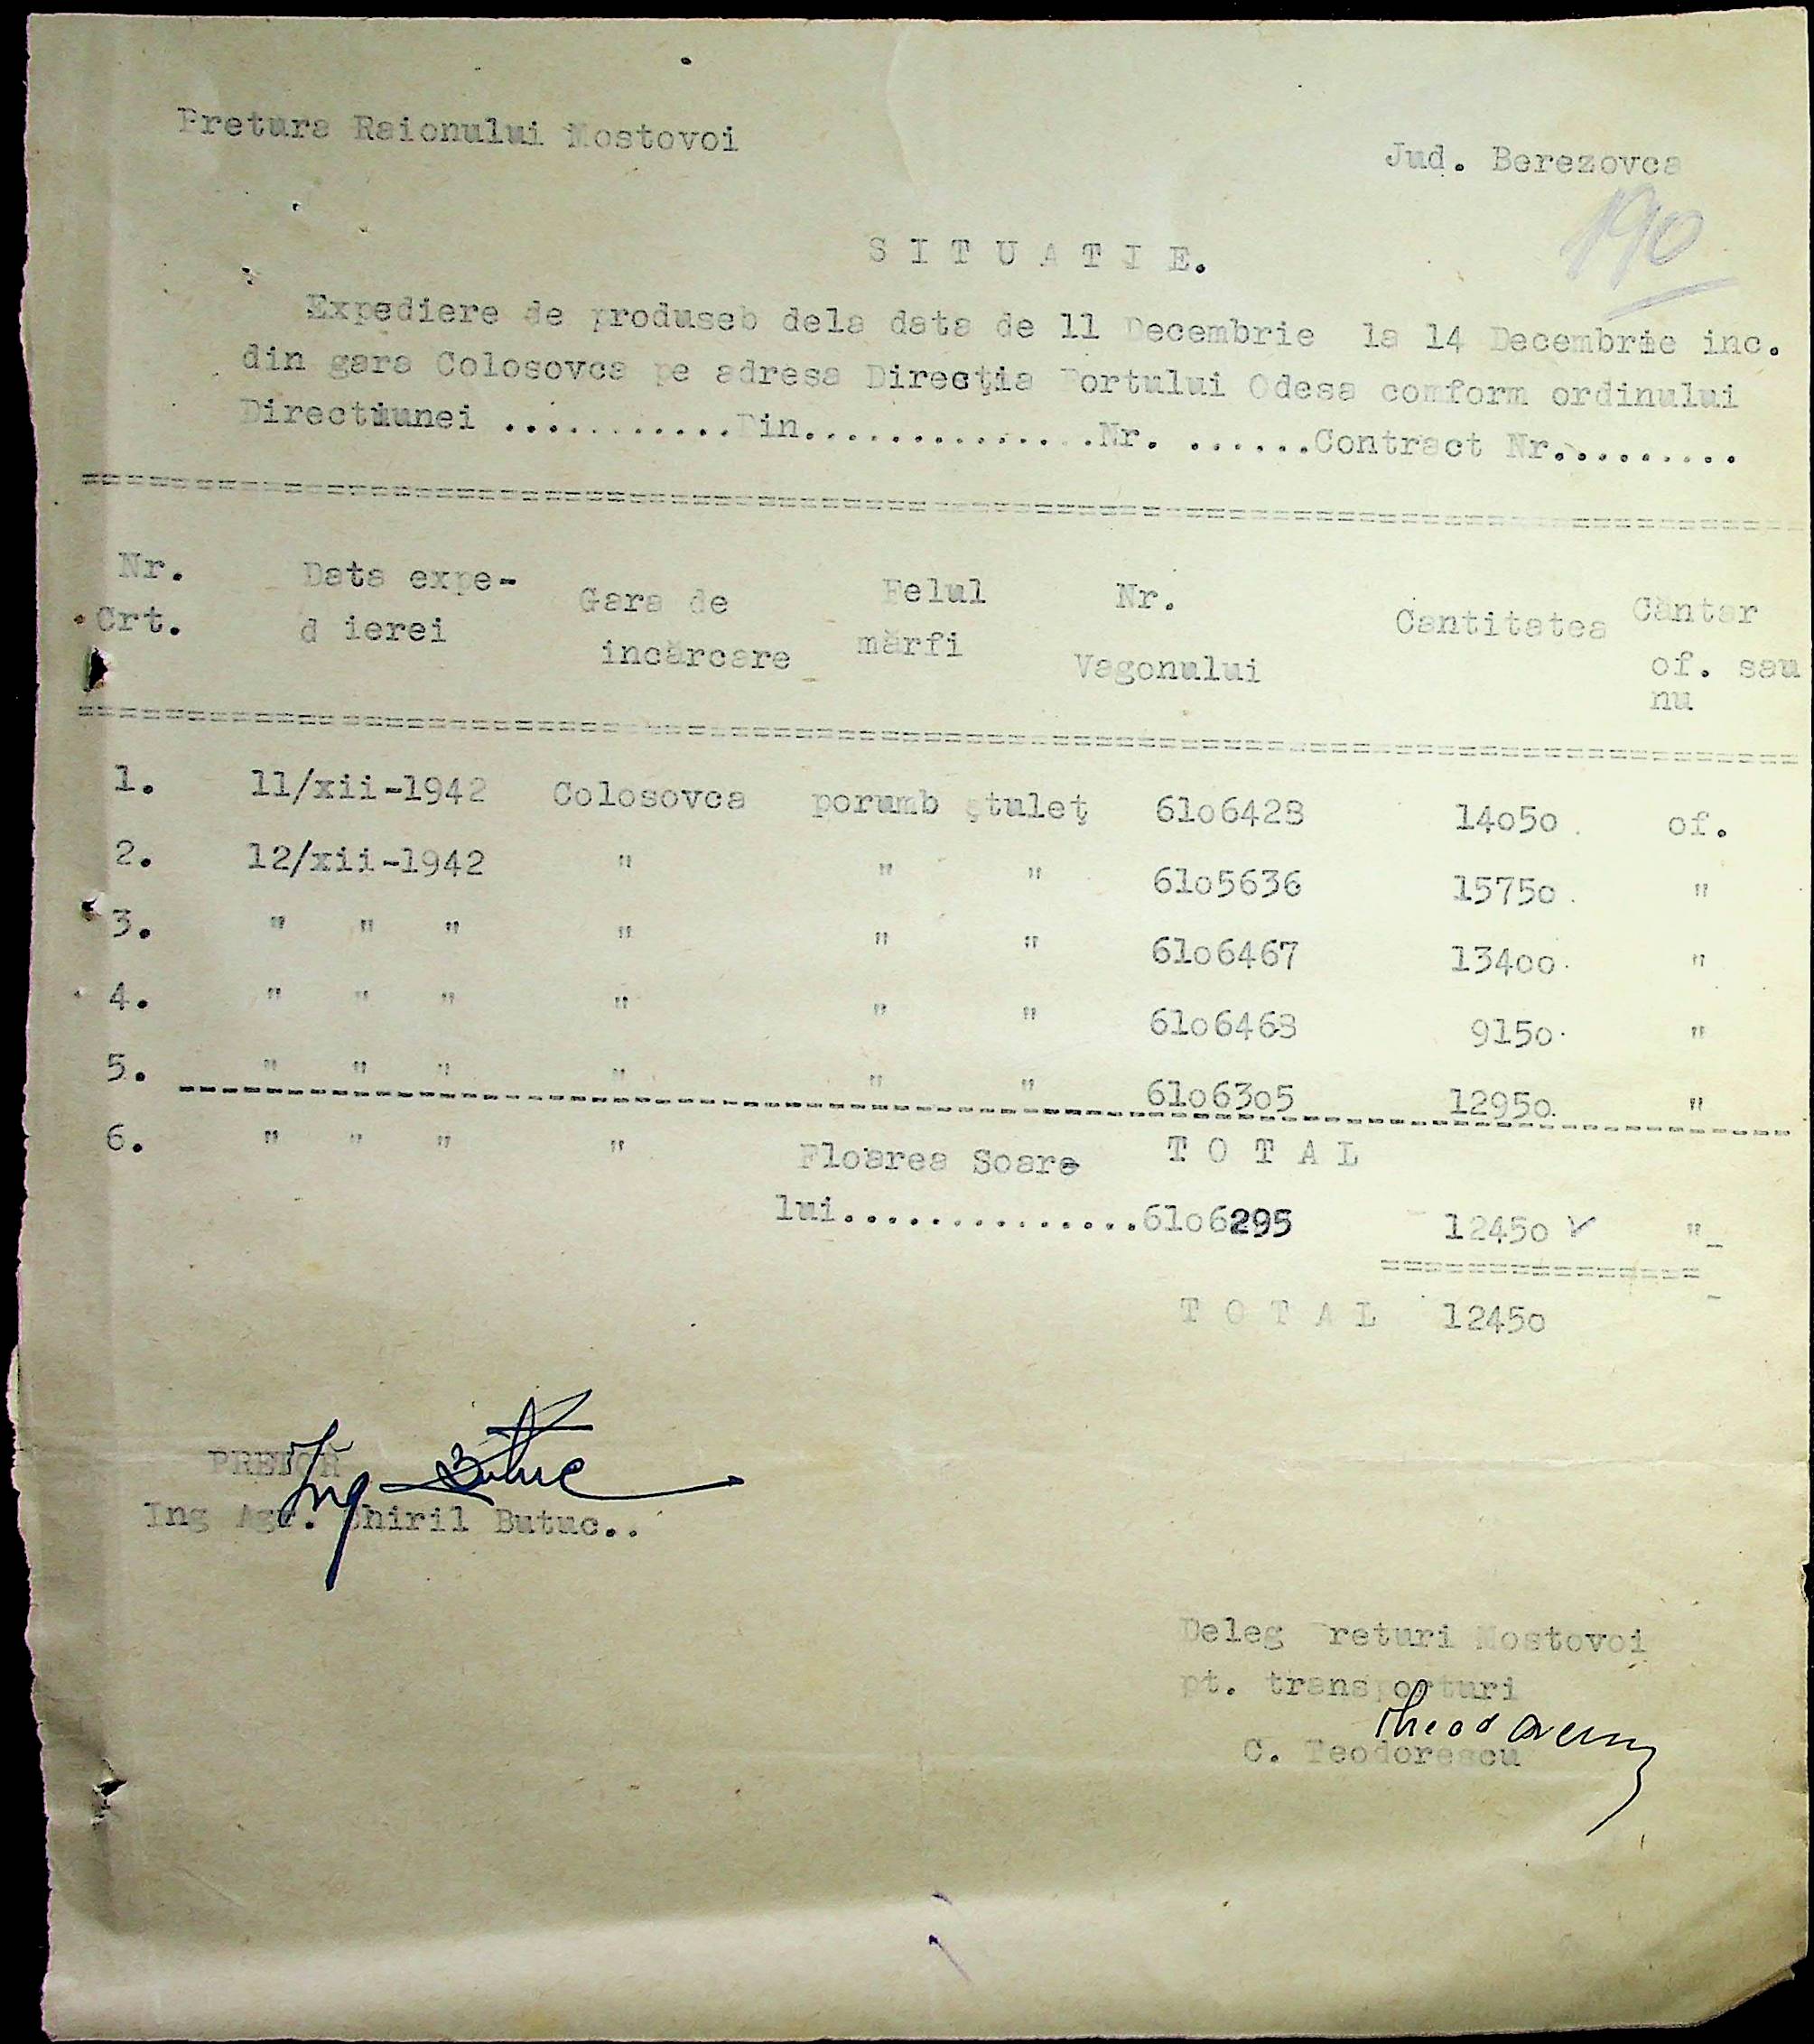 Pretura Raionului Mostovoi
Jud. Berezovca
190
S I T U A T I E.
Expediere de produseb dela data de 11 Decembrie la 14 Decembrie inc.
din gara Colosovca pe adresa Direcţia Portului Odesa comform ordinului
Directiunei ...........Din...............Nr. ......Contract Nr.........
Nr. Data expe- Gara de Felul Nr. Cantitatea Căntar
Crt. d ierei incărcare mărfi Vagonului of. sau
nu
1. 11/xii-1942 Colosovca porumb ştuleţ 61o6428 14o5o of.
2. 12/xii-1942 " " " 61o5636 1575o "
3. " " " " " " 61o6467 134oo "
4. " " " " " " 61o6468 915o "
5. " " " " " " 61o63o5 1295o "
6. " " " " Floarea Soare T O T A L
lui...............61o6295 1245o "
T O T A L 1245o
PRETOR
Ing Butuc
Ing Agr. Chiril Butuc..
Deleg Preturi Mostovoi
pt. transporturi
C. Teodorescu